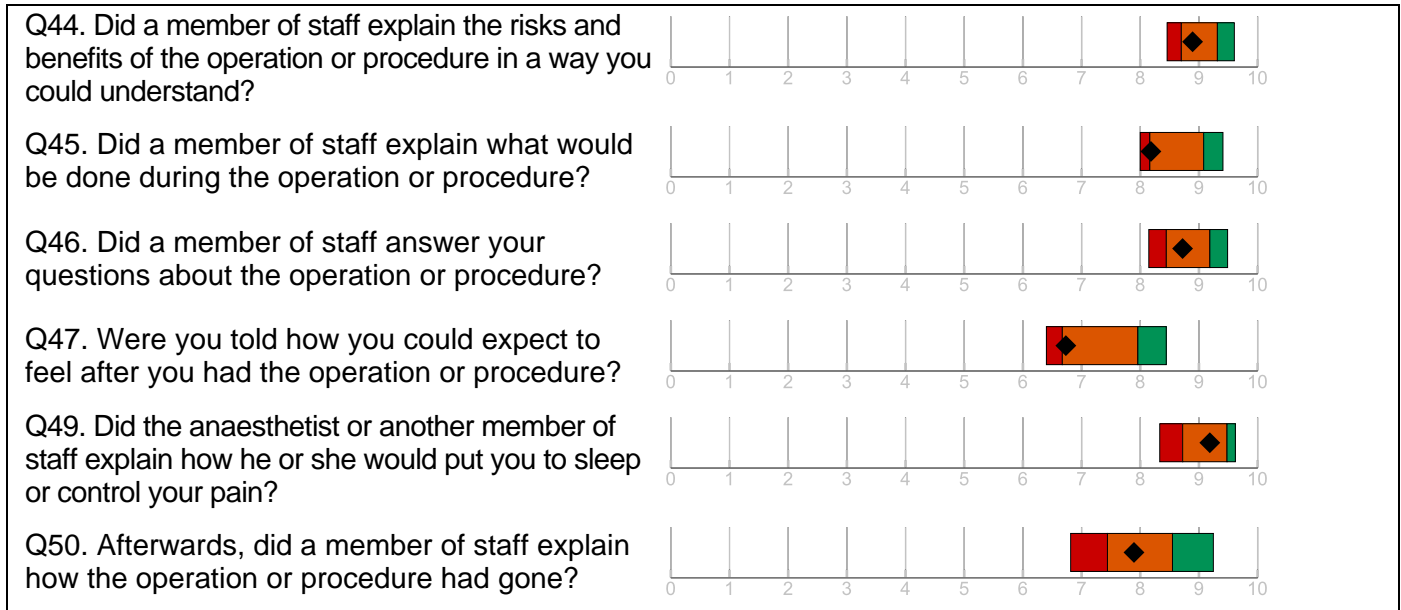 Q44. Did a member of staff explain the risks and
benefits of the operation or procedure in a way you
could understand?
0 1 2 3 4 5 6 7 8 9 10
Q45. Did a member of staff explain what would
be done during the operation or procedure?
0 1 2 3 4 5 6 7 8 9 10
Q46. Did a member of staff answer your
questions about the operation or procedure?
0 1 2 3 4 5 6 7 8 9 10
Q47. Were you told how you could expect to
feel after you had the operation or procedure?
0 1 2 3 4 5 6 7 8 9 10
Q49. Did the anaesthetist or another member of
staff explain how he or she would put you to sleep
or control your pain?
0 1 2 3 4 5 6 7 8 9 10
Q50. Afterwards, did a member of staff explain
how the operation or procedure had gone?
0 1 2 3 4 5 6 7 8 9 10